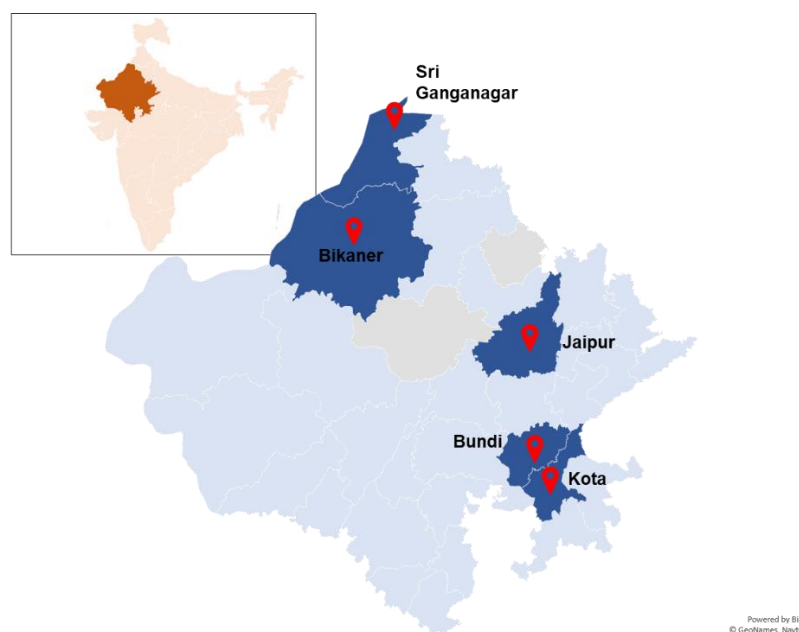 Sri
Ganganagar
Bikaner
Jaipur
Bundi
Kota
Powered by Bi
© GeoNames, Navt